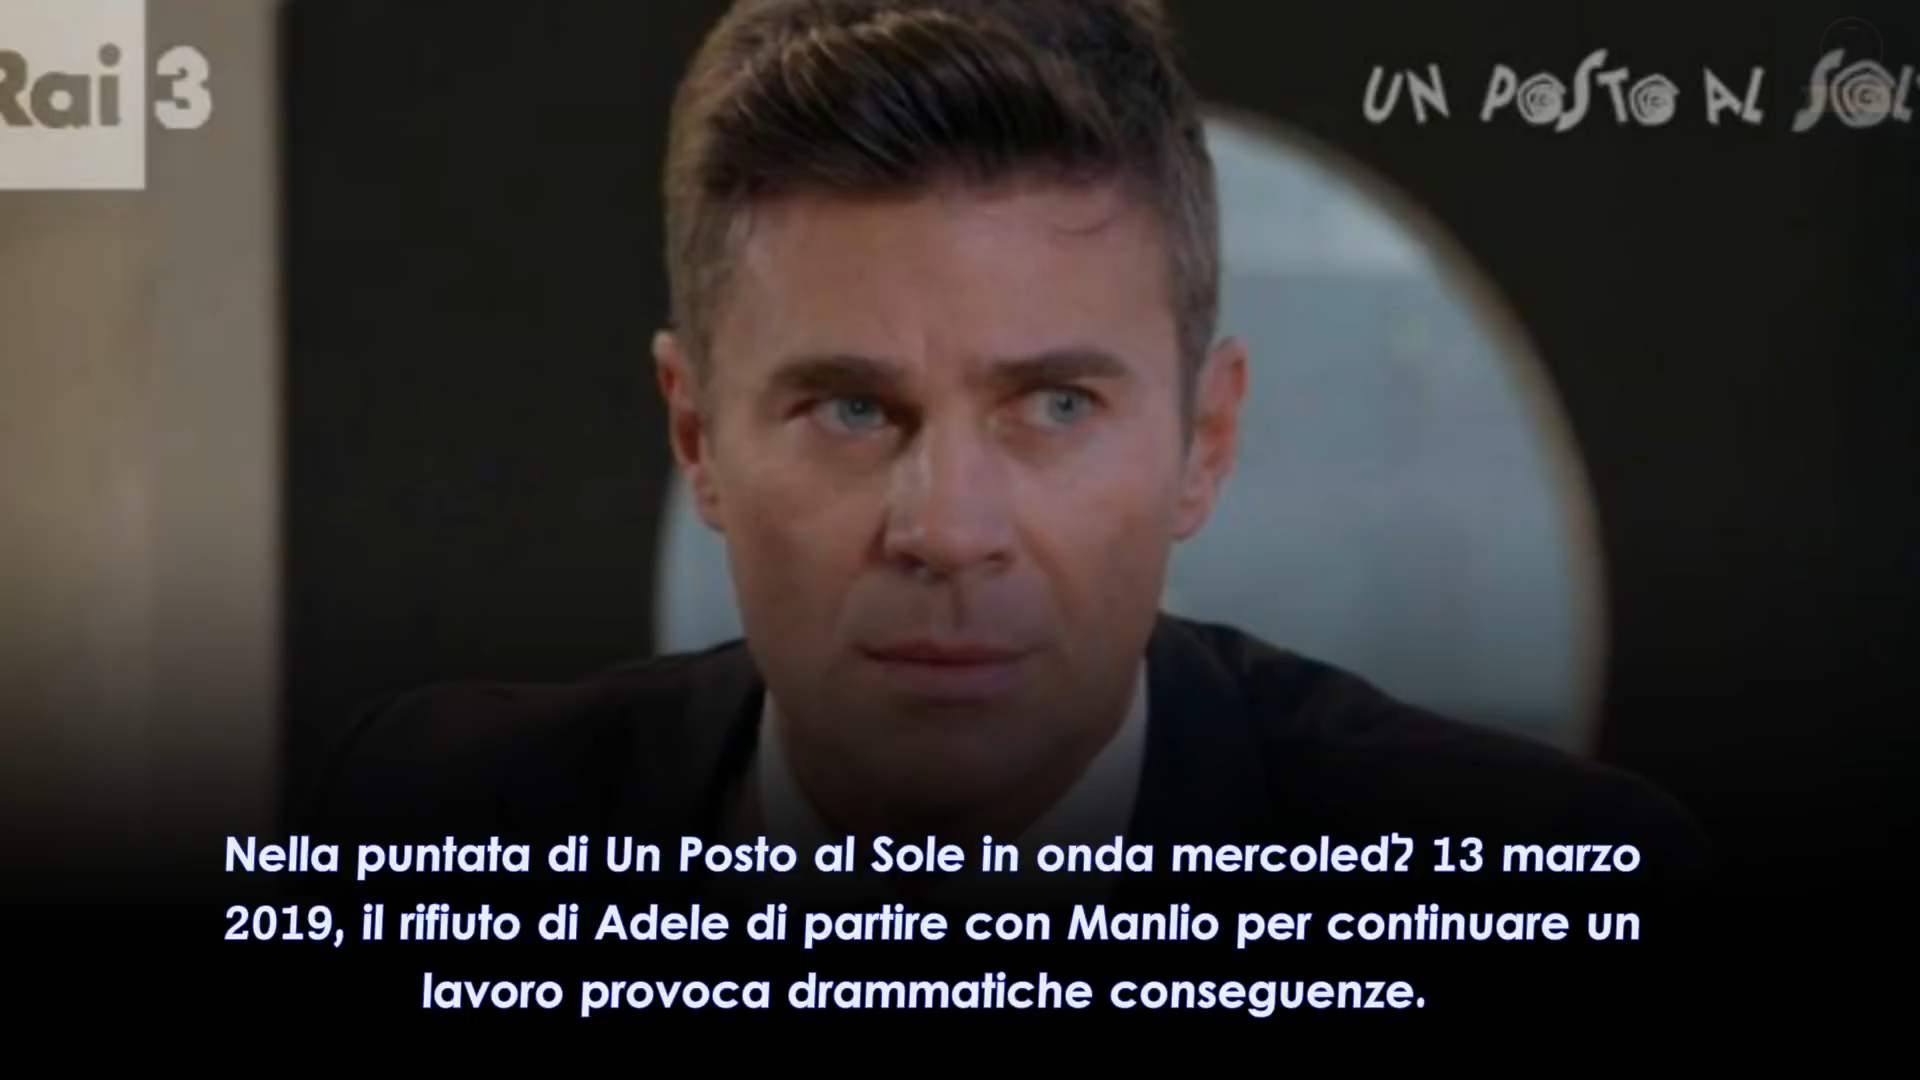 Rai 3
UN POSTO AL SOL
Nella puntata di Un Posto al Sole in onda mercoled? 13 marzo
2019, il rifiuto di Adele di partire con Manlio per continuare un
lavoro provoca drammatiche conseguenze.